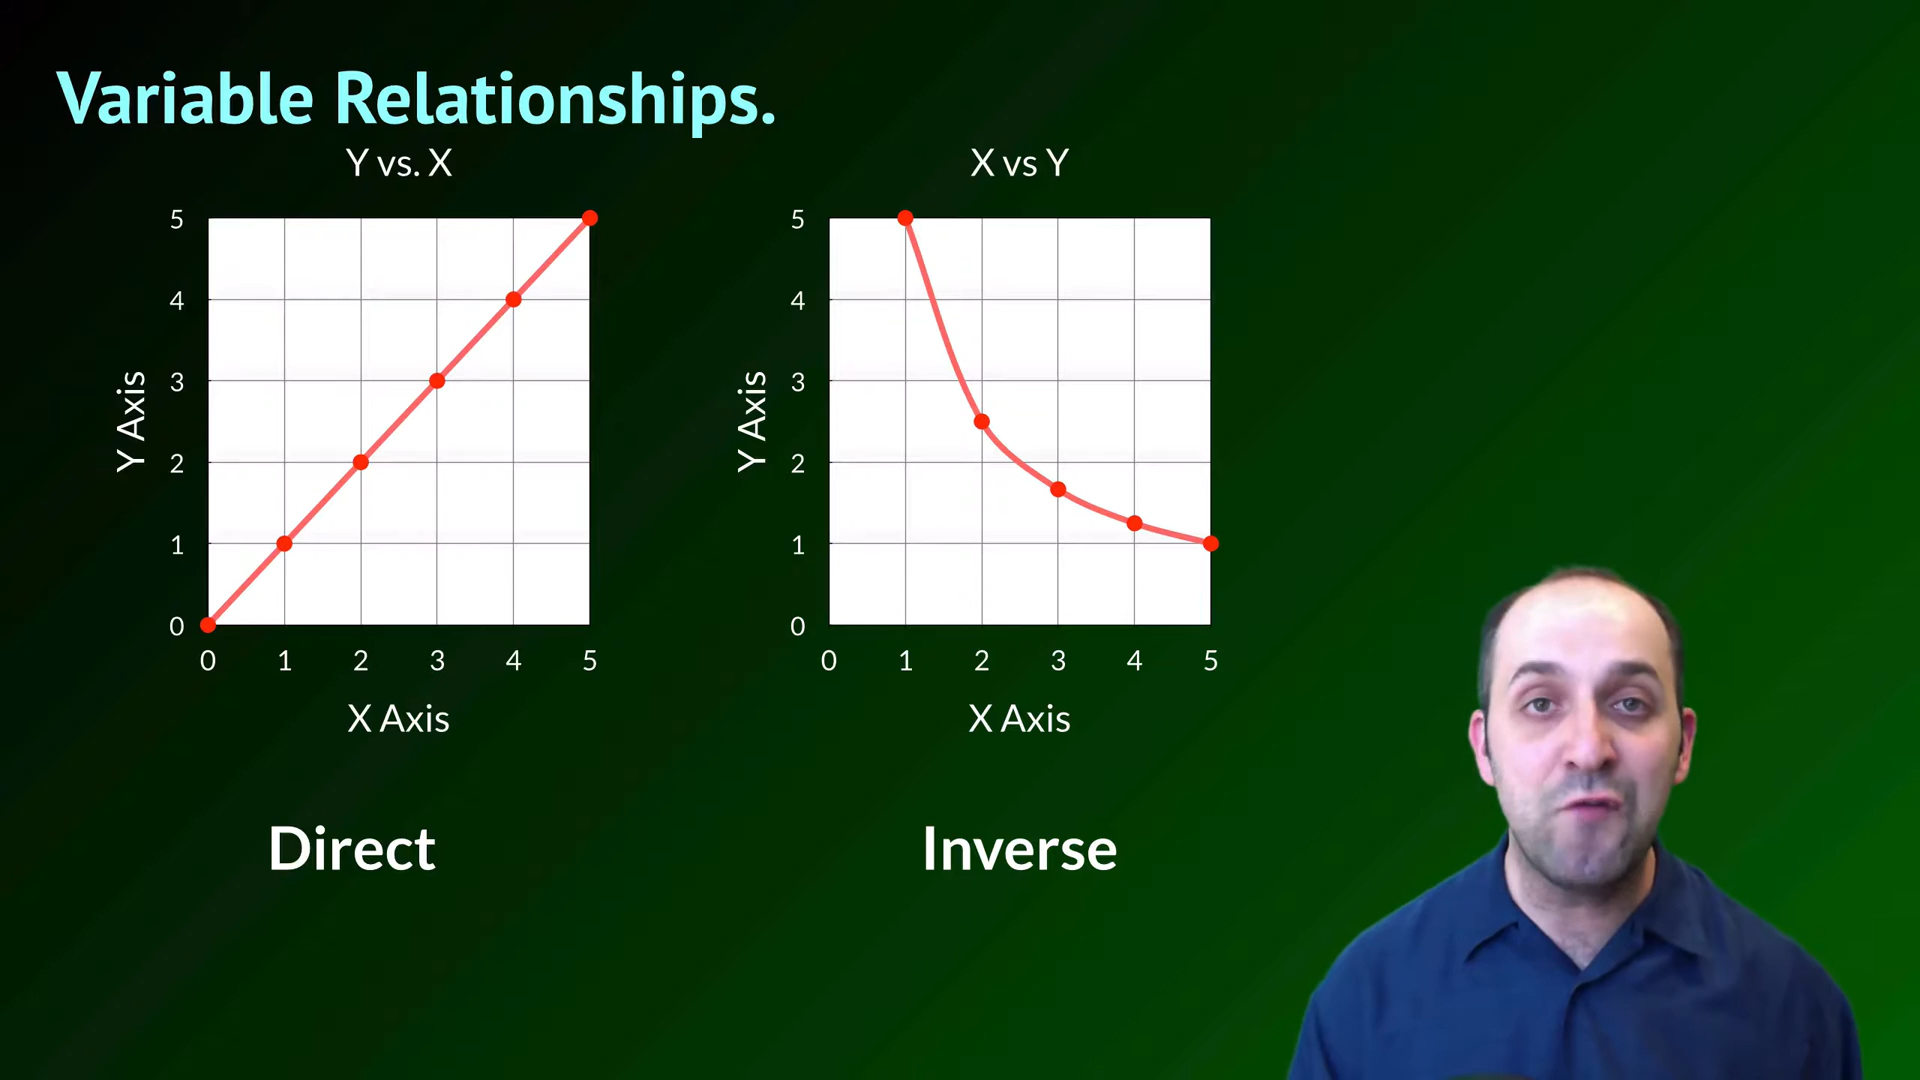 Variable Relationships.
Y vs. X
5
4
3
2
1
0
Y Axis
0 1 2 3 4 5
X Axis
Direct
X vs Y
5
4
3
2
1
0
Y Axis
0 1 2 3 4 5
X Axis
Inverse